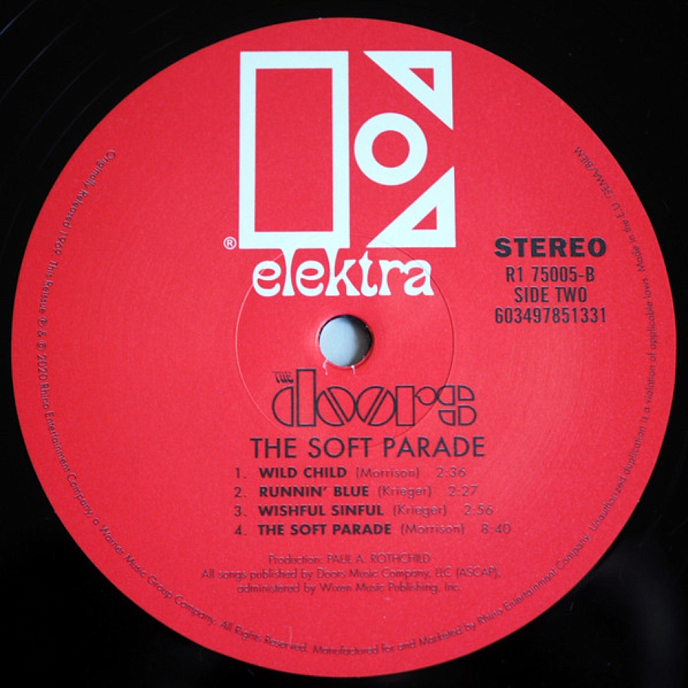 ®
elektra
STEREO
R1 75005-B
SIDE TWO
603497851331
THE doors
THE SOFT PARADE
1. WILD CHILD (Morrison) 2:36
2. RUNNIN' BLUE (Krieger) 2:27
3. WISHFUL SINFUL (Krieger) 2:56
4. THE SOFT PARADE (Morrison) 8:40
Production: PAUL A. ROTHCHILD
All songs published by Doors Music Company, LLC (ASCAP),
administered by Wixen Music Publishing, Inc.
Originally Released 1969. This Reissue ℗ & © 2020 Rhino Entertainment Company, a Warner Music Group Company. All Rights Reserved. Manufactured for and Marketed by Rhino Entertainment Company. Unauthorized duplication is a violation of applicable laws. Made in the E.U. ZEMA/BIEM